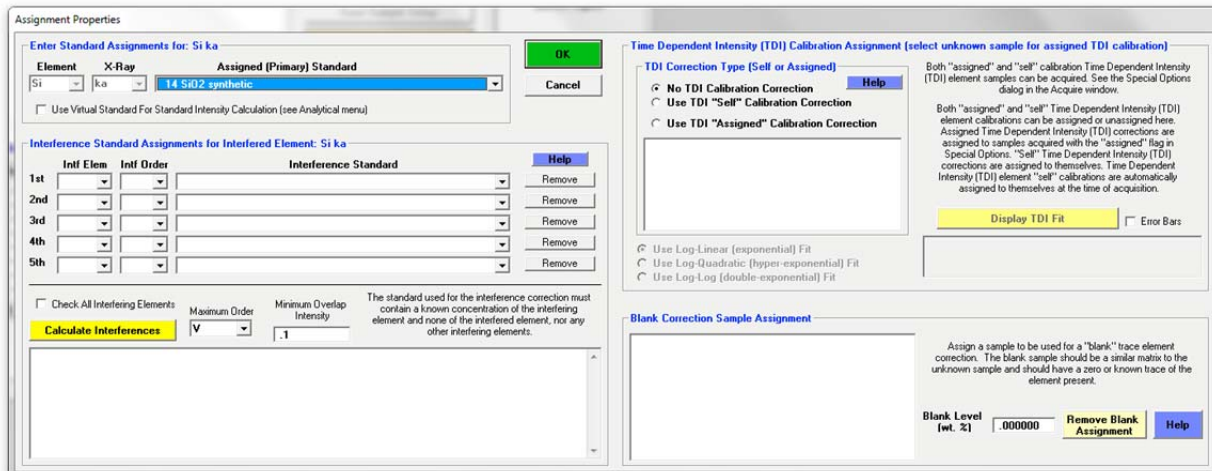 Assignment Properties
Enter Standard Assignments for: Si ka
Element X-Ray Assigned (Primary) Standard
Si ka 14 SiO2 synthetic
Use Virtual Standard For Standard Intensity Calculation (see Analytical menu)
OK
Cancel
Interference Standard Assignments for Interfered Element: Si ka
Intf Elem Intf Order Interference Standard Help
1st Remove
2nd Remove
3rd Remove
4th Remove
5th Remove
Check All Interfering Elements
Calculate Interferences
Maximum Order
V
Minimum Overlap
Intensity
.1
The standard used for the interference correction must
contain a known concentration of the interfering
element and none of the interfered element, nor any
other interfering elements.
Time Dependent Intensity (TDI) Calibration Assignment (select unknown sample for assigned TDI calibration)
TDI Correction Type (Self or Assigned)
No TDI Calibration Correction
Help
Use TDI "Self" Calibration Correction
Use TDI "Assigned" Calibration Correction
Use Log-Linear (exponential) Fit
Use Log-Quadratic (hyper-exponential) Fit
Use Log-Log (double-exponential) Fit
Both "assigned" and "self" calibration Time Dependent Intensity
(TDI) element samples can be acquired. See the Special Options
dialog in the Acquire window.
Both "assigned" and "self" Time Dependent Intensity (TDI)
element calibrations can be assigned or unassigned here.
Assigned Time Dependent Intensity (TDI) corrections are
assigned to samples acquired with the "assigned" flag in
Special Options. "Self" Time Dependent Intensity (TDI)
corrections are assigned to themselves. Time Dependent
Intensity (TDI) element "self" calibrations are automatically
assigned to themselves at the time of acquisition.
Display TDI Fit Error Bars
Blank Correction Sample Assignment
Assign a sample to be used for a "blank" trace element
correction. The blank sample should be a similar matrix to the
unknown sample and should have a zero or known trace of the
element present.
Blank Level
(wt. %)
.000000
Remove Blank
Assignment
Help